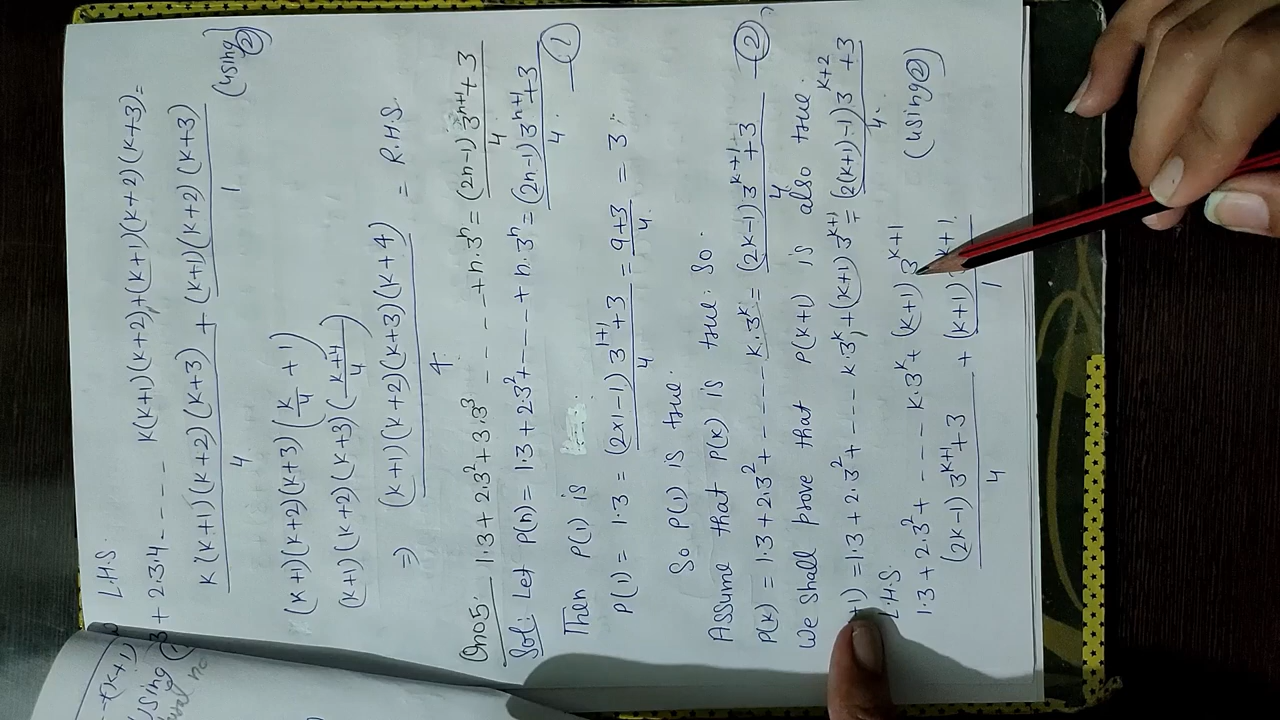 L.H.S.
3 + 2.3.4 - - - - - K(K+1)(K+2)+(K+1)(K+2)(K+3)=
K(K+1)(K+2)(K+3)/4 + (K+1)(K+2)(K+3)/1 (using ②)
(K+1)(K+2)(K+3)(K/4 + 1)
(K+1)(K+2)(K+3)(K+4/4)
⇒ (K+1)(K+2)(K+3)(K+4)/4. = R.H.S.
Qno5. 1.3 + 2.3² + 3.3³ - - - - - +n.3ⁿ = (2n-1) 3ⁿ⁺¹ + 3/4
Sol: Let P(n) = 1.3 + 2.3² + - - - - + n.3ⁿ = (2n-1) 3ⁿ⁺¹ + 3/4. — ①
Then P(1) is
P(1) = 1.3 = (2x1-1) 3¹⁺¹ + 3/4 = 9+3/4. = 3;
So P(1) is true.
Assume that P(K) is true. So.
P(K) = 1.3 + 2.3² + - - - - - K.3ᴷ = (2K-1) 3ᴷ⁺¹ + 3/4 — ②,
We shall prove that P(K+1) is also true.
+1) = 1.3 + 2.3² + - - - - K.3ᴷ + (K+1) 3ᴷ⁺¹ = (2(K+1)-1) 3ᴷ⁺² + 3/4.
L.H.S.
1.3 + 2.3² + - - - - K.3ᴷ + (K+1) 3ᴷ⁺¹
(2K-1) 3ᴷ⁺¹ + 3/4 + (K+1) K+1/1 (using ②)
+(K+1)
using